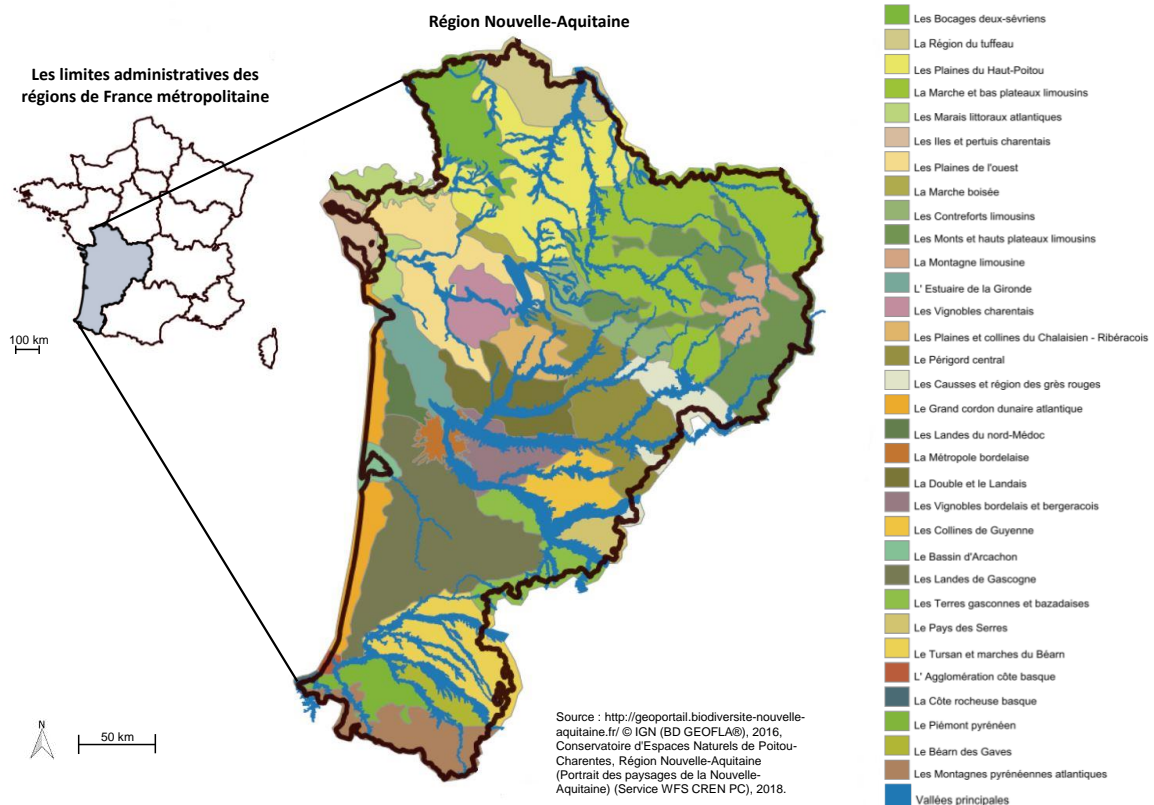 Région Nouvelle-Aquitaine
Les limites administratives des
régions de France métropolitaine
100 km
N
50 km
Source : http://geoportail.biodiversite-nouvelle-
aquitaine.fr/ © IGN (BD GEOFLA®), 2016,
Conservatoire d'Espaces Naturels de Poitou-
Charentes, Région Nouvelle-Aquitaine
(Portrait des paysages de la Nouvelle-
Aquitaine) (Service WFS CREN PC), 2018.
Les Bocages deux-sévriens
La Région du tuffeau
Les Plaines du Haut-Poitou
La Marche et bas plateaux limousins
Les Marais littoraux atlantiques
Les Iles et pertuis charentais
Les Plaines de l'ouest
La Marche boisée
Les Contreforts limousins
Les Monts et hauts plateaux limousins
La Montagne limousine
L' Estuaire de la Gironde
Les Vignobles charentais
Les Plaines et collines du Chalaisien - Ribéracois
Le Périgord central
Les Causses et région des grès rouges
Le Grand cordon dunaire atlantique
Les Landes du nord-Médoc
La Métropole bordelaise
La Double et le Landais
Les Vignobles bordelais et bergeracois
Les Collines de Guyenne
Le Bassin d'Arcachon
Les Landes de Gascogne
Les Terres gasconnes et bazadaises
Le Pays des Serres
Le Tursan et marches du Béarn
L' Agglomération côte basque
La Côte rocheuse basque
Le Piémont pyrénéen
Le Béarn des Gaves
Les Montagnes pyrénéennes atlantiques
Vallées principales